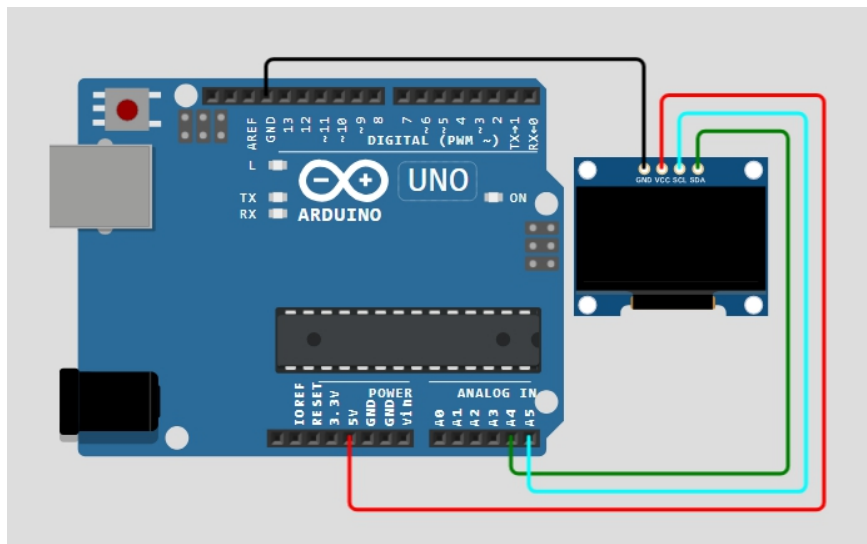 AREF
GND
13
12
~11
~10
~9
8
7
~6
~5
4
~3
2
TX→1
RX←0
DIGITAL (PWM ~)
L
TX
RX
ARDUINO
UNO
ON
GND VCC SCL SDA
POWER
ANALOG IN
IOREF
RESET
3.3V
5V
GND
GND
Vin
A0
A1
A2
A3
A4
A5